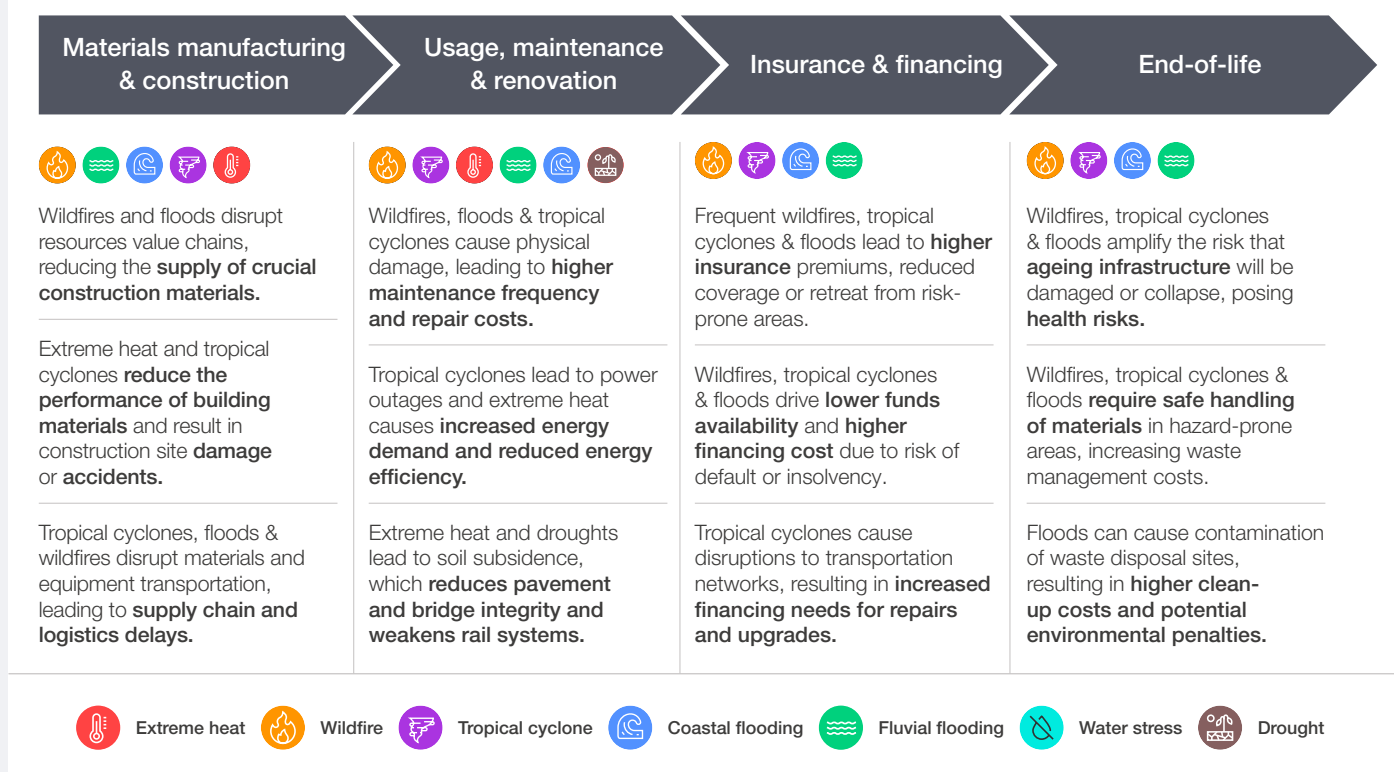 Materials manufacturing
& construction
Usage, maintenance
& renovation
Insurance & financing
End-of-life
Wildfires and floods disrupt
resources value chains,
reducing the supply of crucial
construction materials.
Extreme heat and tropical
cyclones reduce the
performance of building
materials and result in
construction site damage
or accidents.
Tropical cyclones, floods &
wildfires disrupt materials and
equipment transportation,
leading to supply chain and
logistics delays.
Wildfires, floods & tropical
cyclones cause physical
damage, leading to higher
maintenance frequency
and repair costs.
Tropical cyclones lead to power
outages and extreme heat
causes increased energy
demand and reduced energy
efficiency.
Extreme heat and droughts
lead to soil subsidence,
which reduces pavement
and bridge integrity and
weakens rail systems.
Frequent wildfires, tropical
cyclones & floods lead to higher
insurance premiums, reduced
coverage or retreat from risk-
prone areas.
Wildfires, tropical cyclones
& floods drive lower funds
availability and higher
financing cost due to risk of
default or insolvency.
Tropical cyclones cause
disruptions to transportation
networks, resulting in increased
financing needs for repairs
and upgrades.
Wildfires, tropical cyclones
& floods amplify the risk that
ageing infrastructure will be
damaged or collapse, posing
health risks.
Wildfires, tropical cyclones &
floods require safe handling
of materials in hazard-prone
areas, increasing waste
management costs.
Floods can cause contamination
of waste disposal sites,
resulting in higher clean-
up costs and potential
environmental penalties.
Extreme heat
Wildfire
Tropical cyclone
Coastal flooding
Fluvial flooding
Water stress
Drought